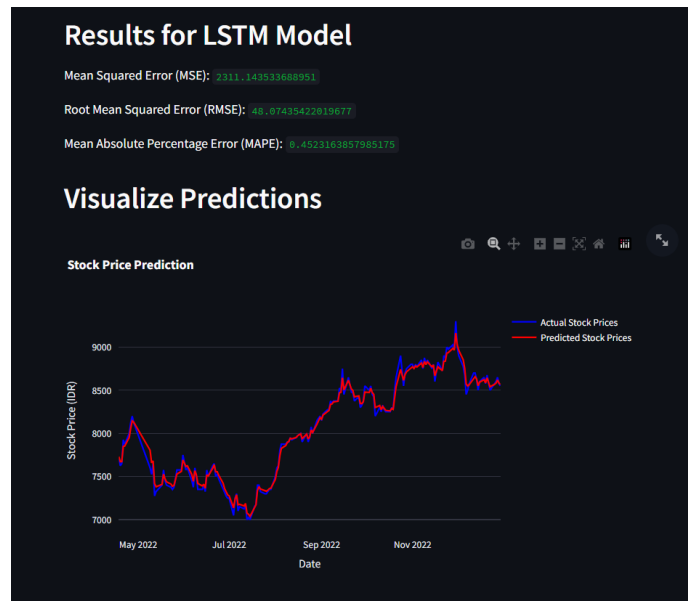 Results for LSTM Model
Mean Squared Error (MSE): 2311.143533688951
Root Mean Squared Error (RMSE): 48.07435422019677
Mean Absolute Percentage Error (MAPE): 0.4523163857985175
Visualize Predictions
Stock Price Prediction
Actual Stock Prices
Predicted Stock Prices
9000
8500
8000
7500
7000
Stock Price (IDR)
May 2022
Jul 2022
Sep 2022
Nov 2022
Date